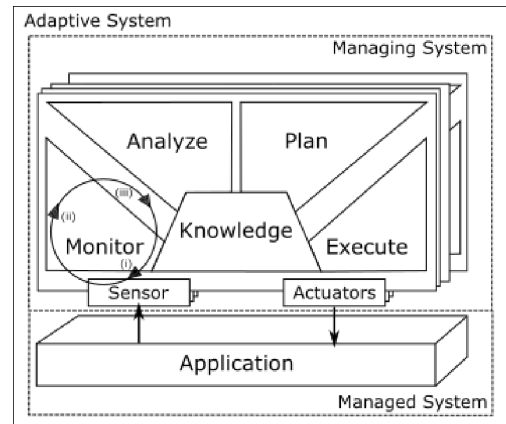 Adaptive System
Managing System
Analyze
Plan
(iii)
(ii)
Knowledge
Monitor
Execute
(i)
Sensor
Actuators
Application
Managed System